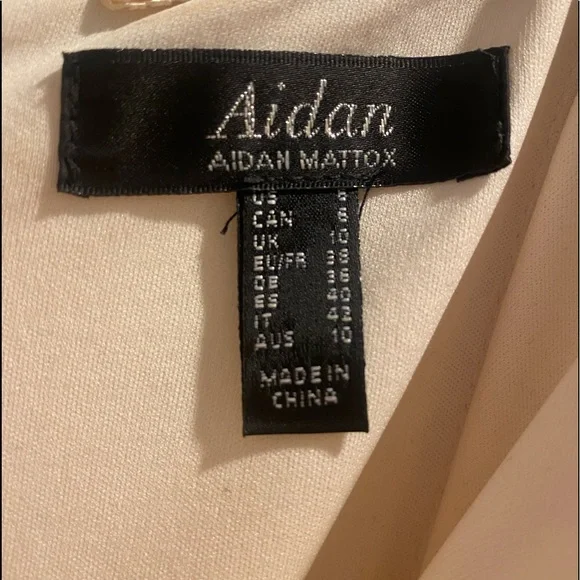 Aidan
AIDAN MATTOX
US 6
CAN 6
UK 10
EU/FR 38
DE 36
ES 40
IT 42
AUS 10
MADE IN
CHINA